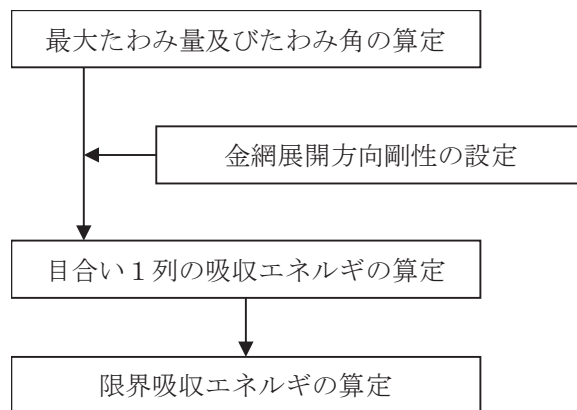 最大たわみ量及びたわみ角の算定
金網展開方向剛性の設定
目合い１列の吸収エネルギの算定
限界吸収エネルギの算定